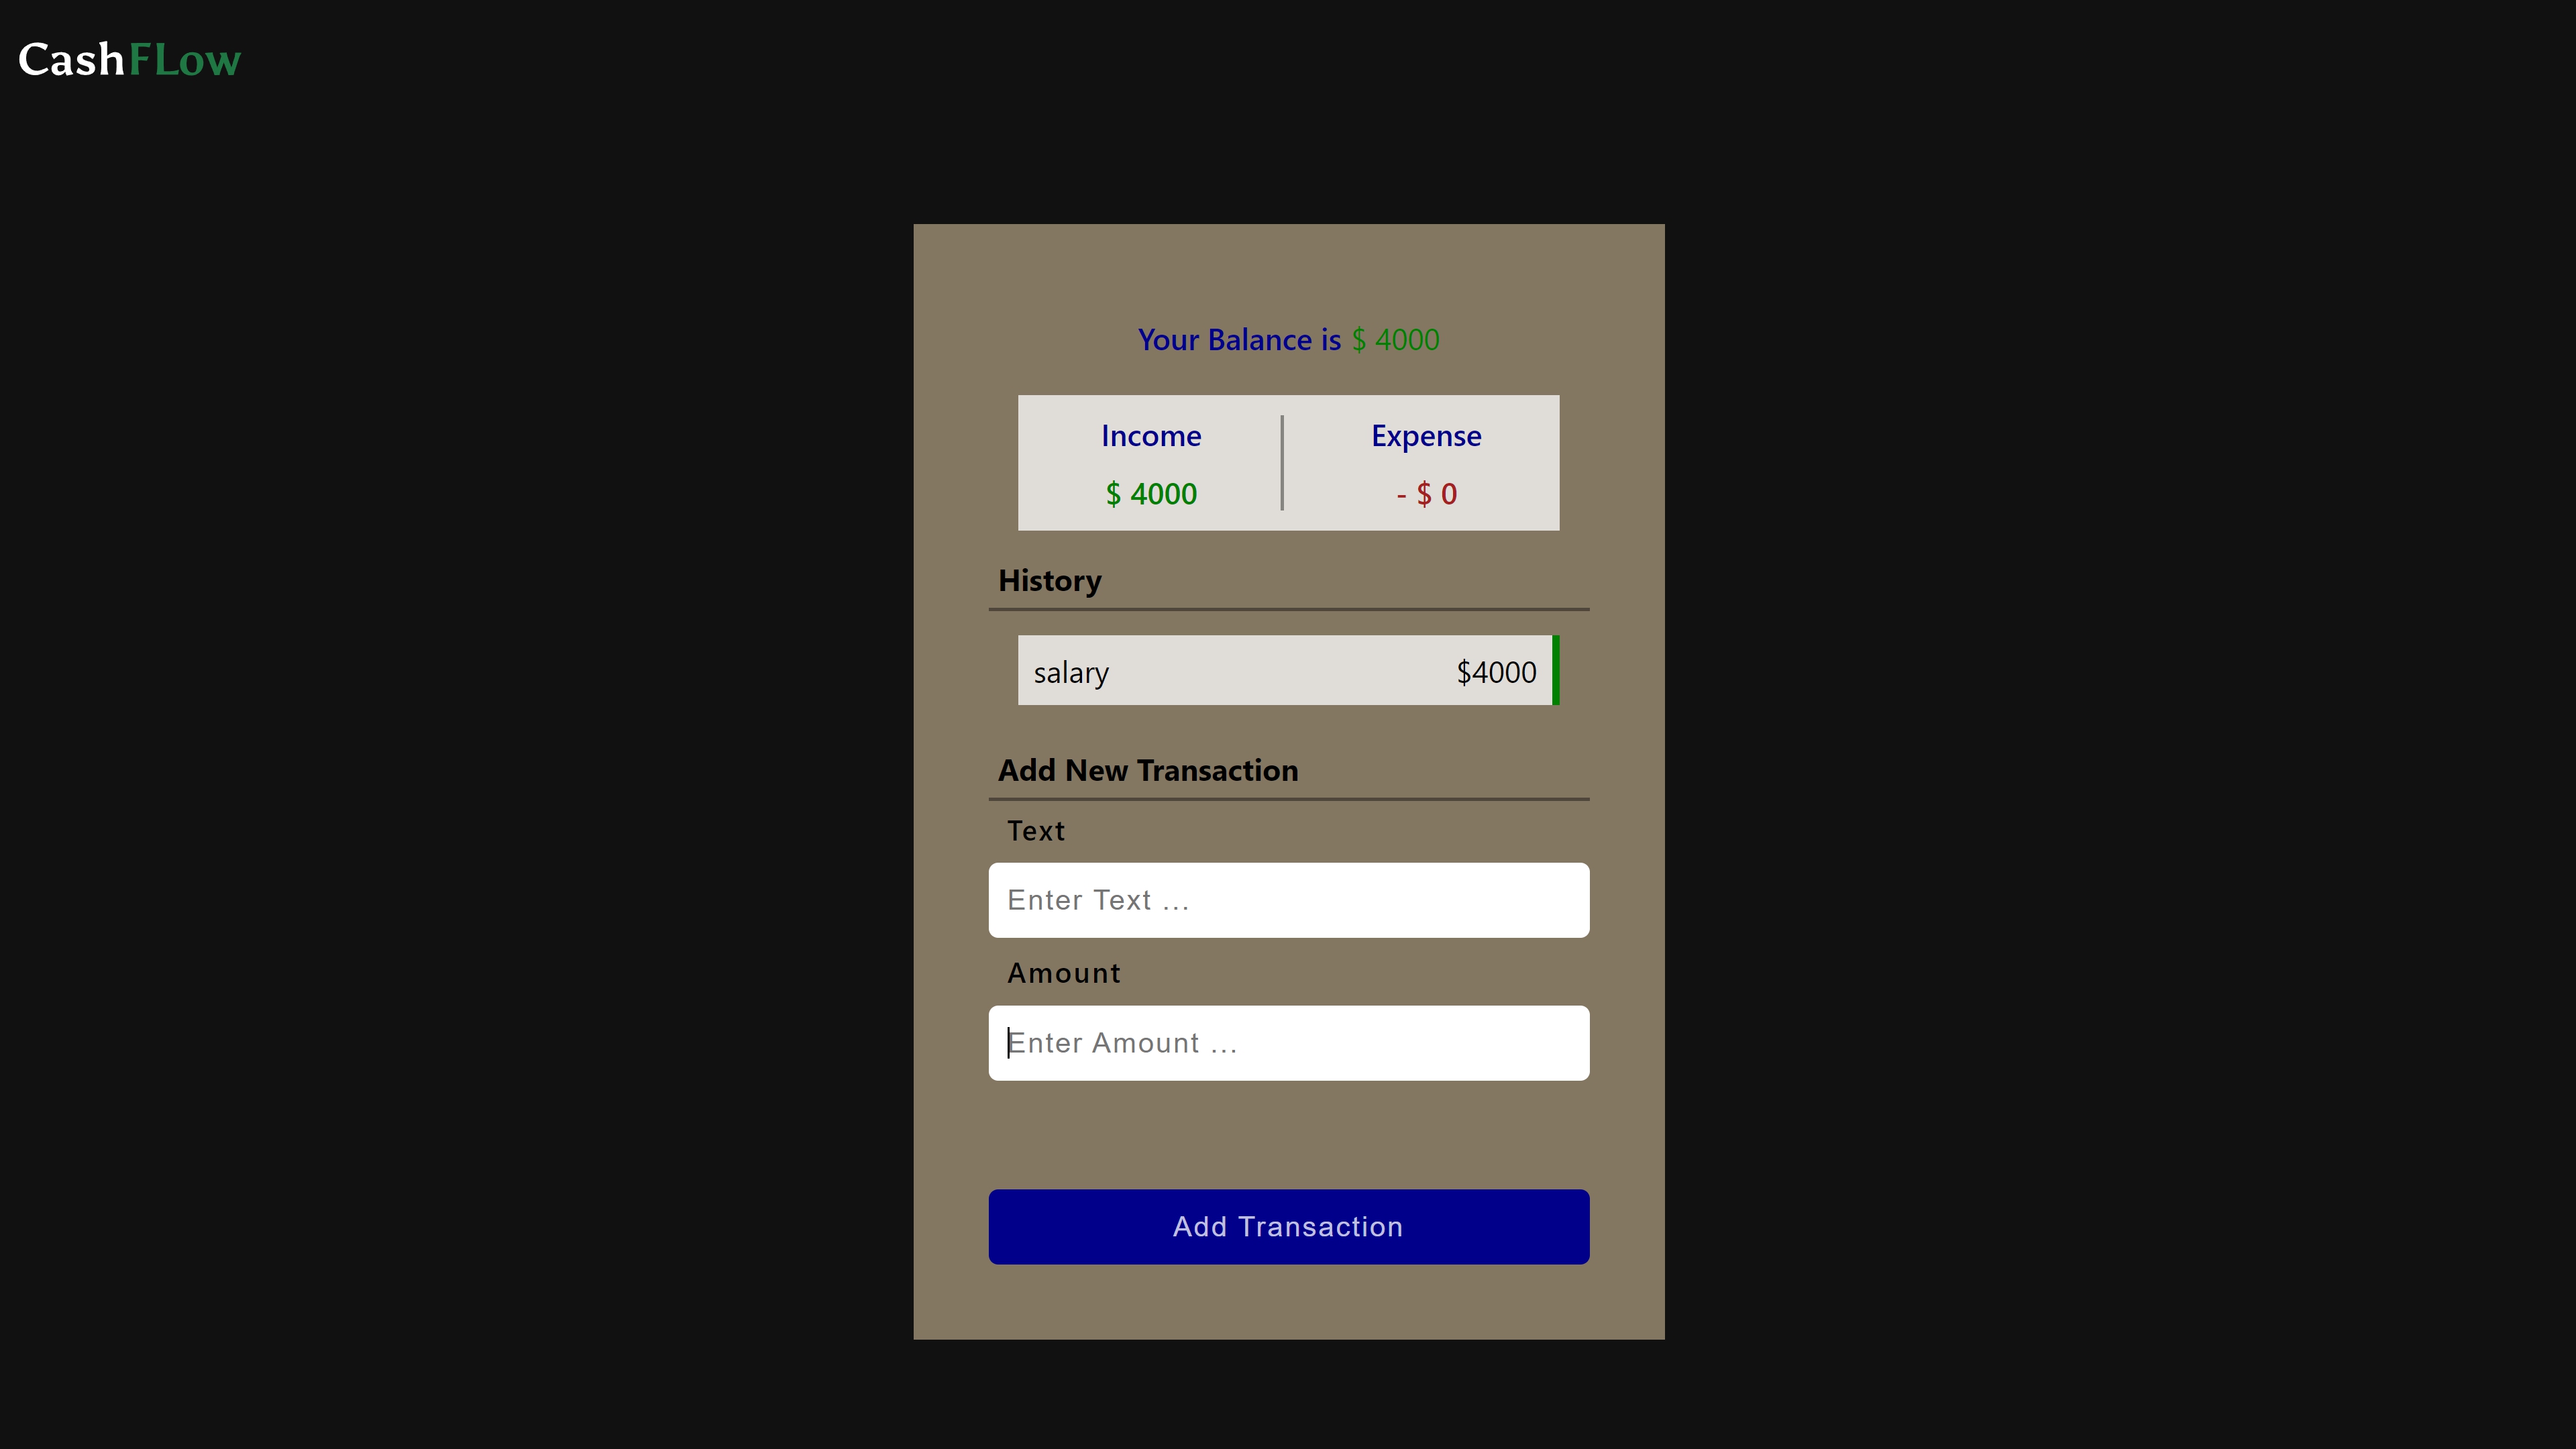 CashFLow
Your Balance is $ 4000
Income
Expense
$ 4000
- $ 0
History
salary
$4000
Add New Transaction
Text
Enter Text ...
Amount
Enter Amount ...
Add Transaction